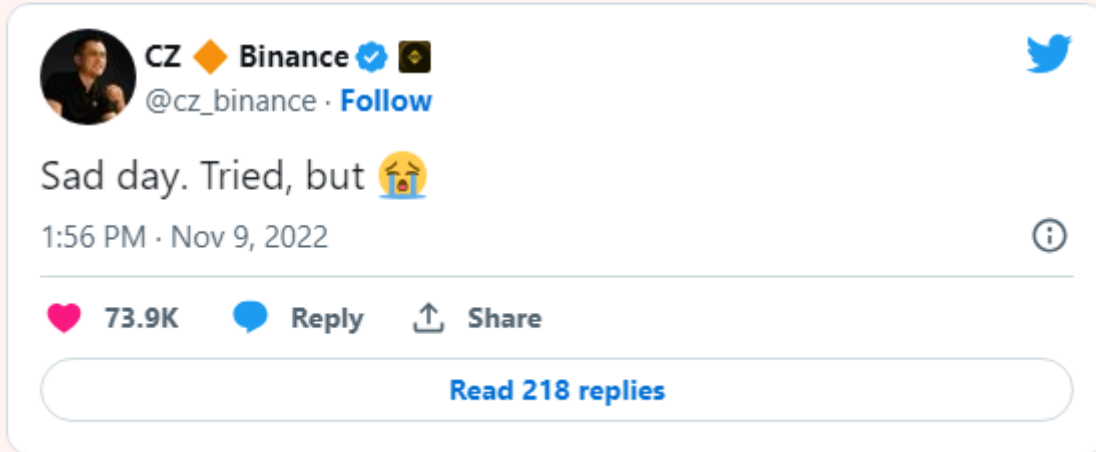 CZ 🔶 Binance
@cz_binance · Follow
Sad day. Tried, but 😭
1:56 PM · Nov 9, 2022
73.9K Reply Share
Read 218 replies